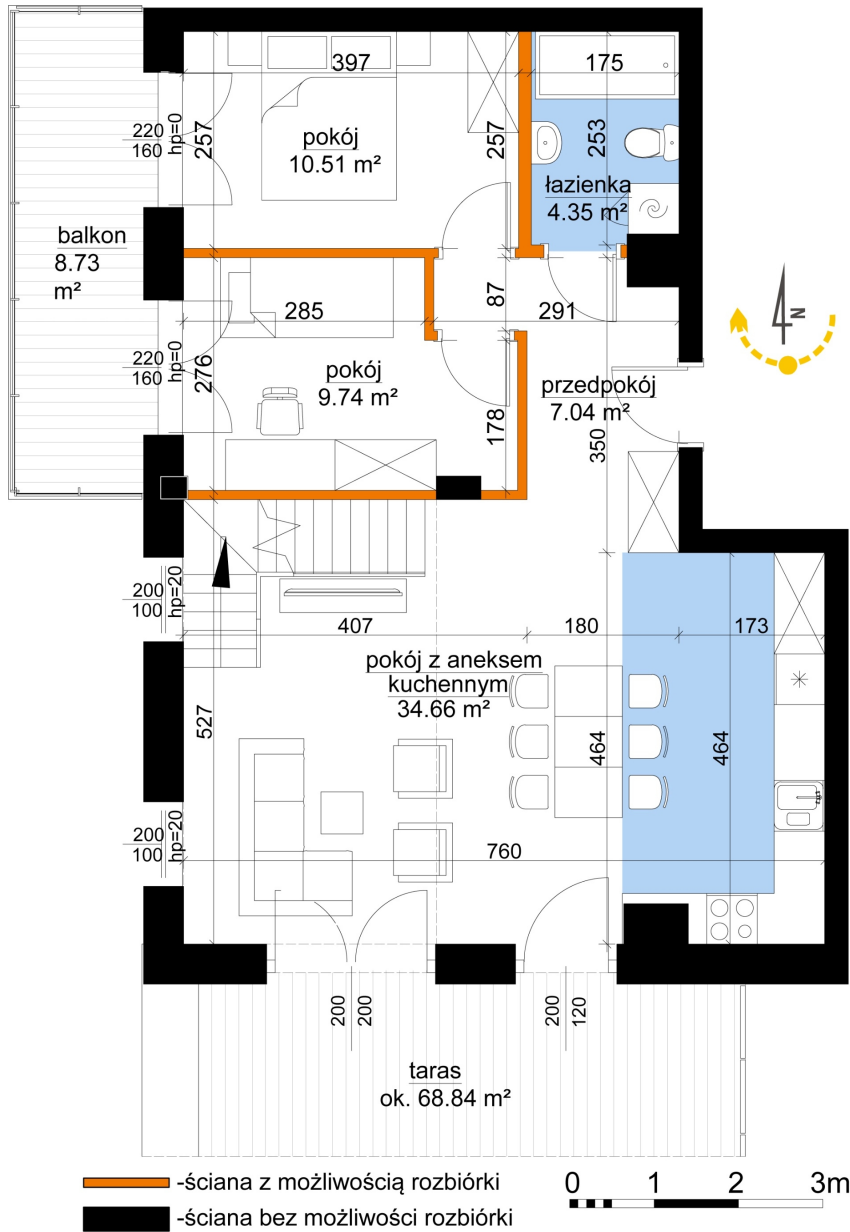 397
175
220
160
hp=0
257
257
253
pokój
10.51 m²
łazienka
4.35 m²
balkon
8.73
m²
87
285
291
N
220
160
hp=0
276
pokój
9.74 m²
178
przedpokój
7.04 m²
350
200
100
hp=20
407
180
173
pokój z aneksem
kuchennym
34.66 m²
527
464
464
200
100
hp=20
760
200
200
200
120
taras
ok. 68.84 m²
-ściana z możliwością rozbiórki
0 1 2 3m
-ściana bez możliwości rozbiórki